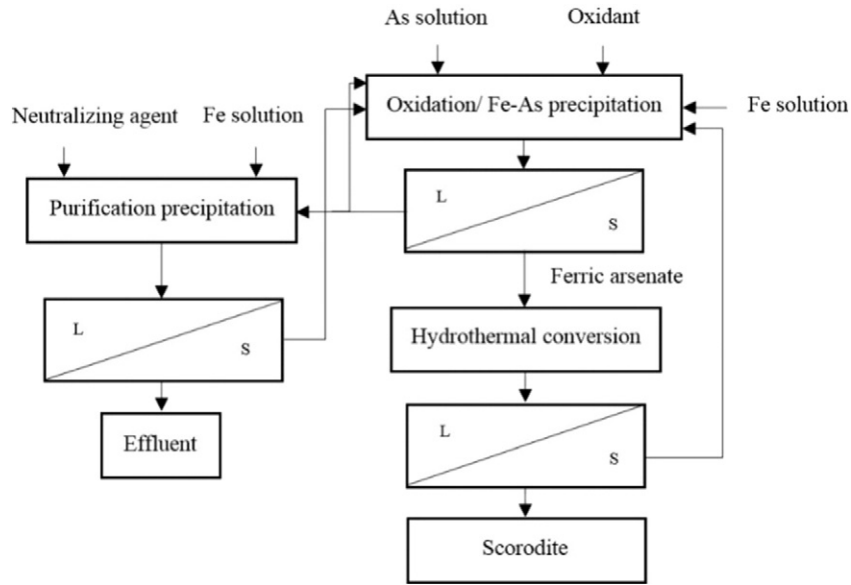 As solution
Oxidant
Oxidation/ Fe-As precipitation
Fe solution
Neutralizing agent
Fe solution
Purification precipitation
L
S
Ferric arsenate
L
S
Hydrothermal conversion
Effluent
L
S
Scorodite